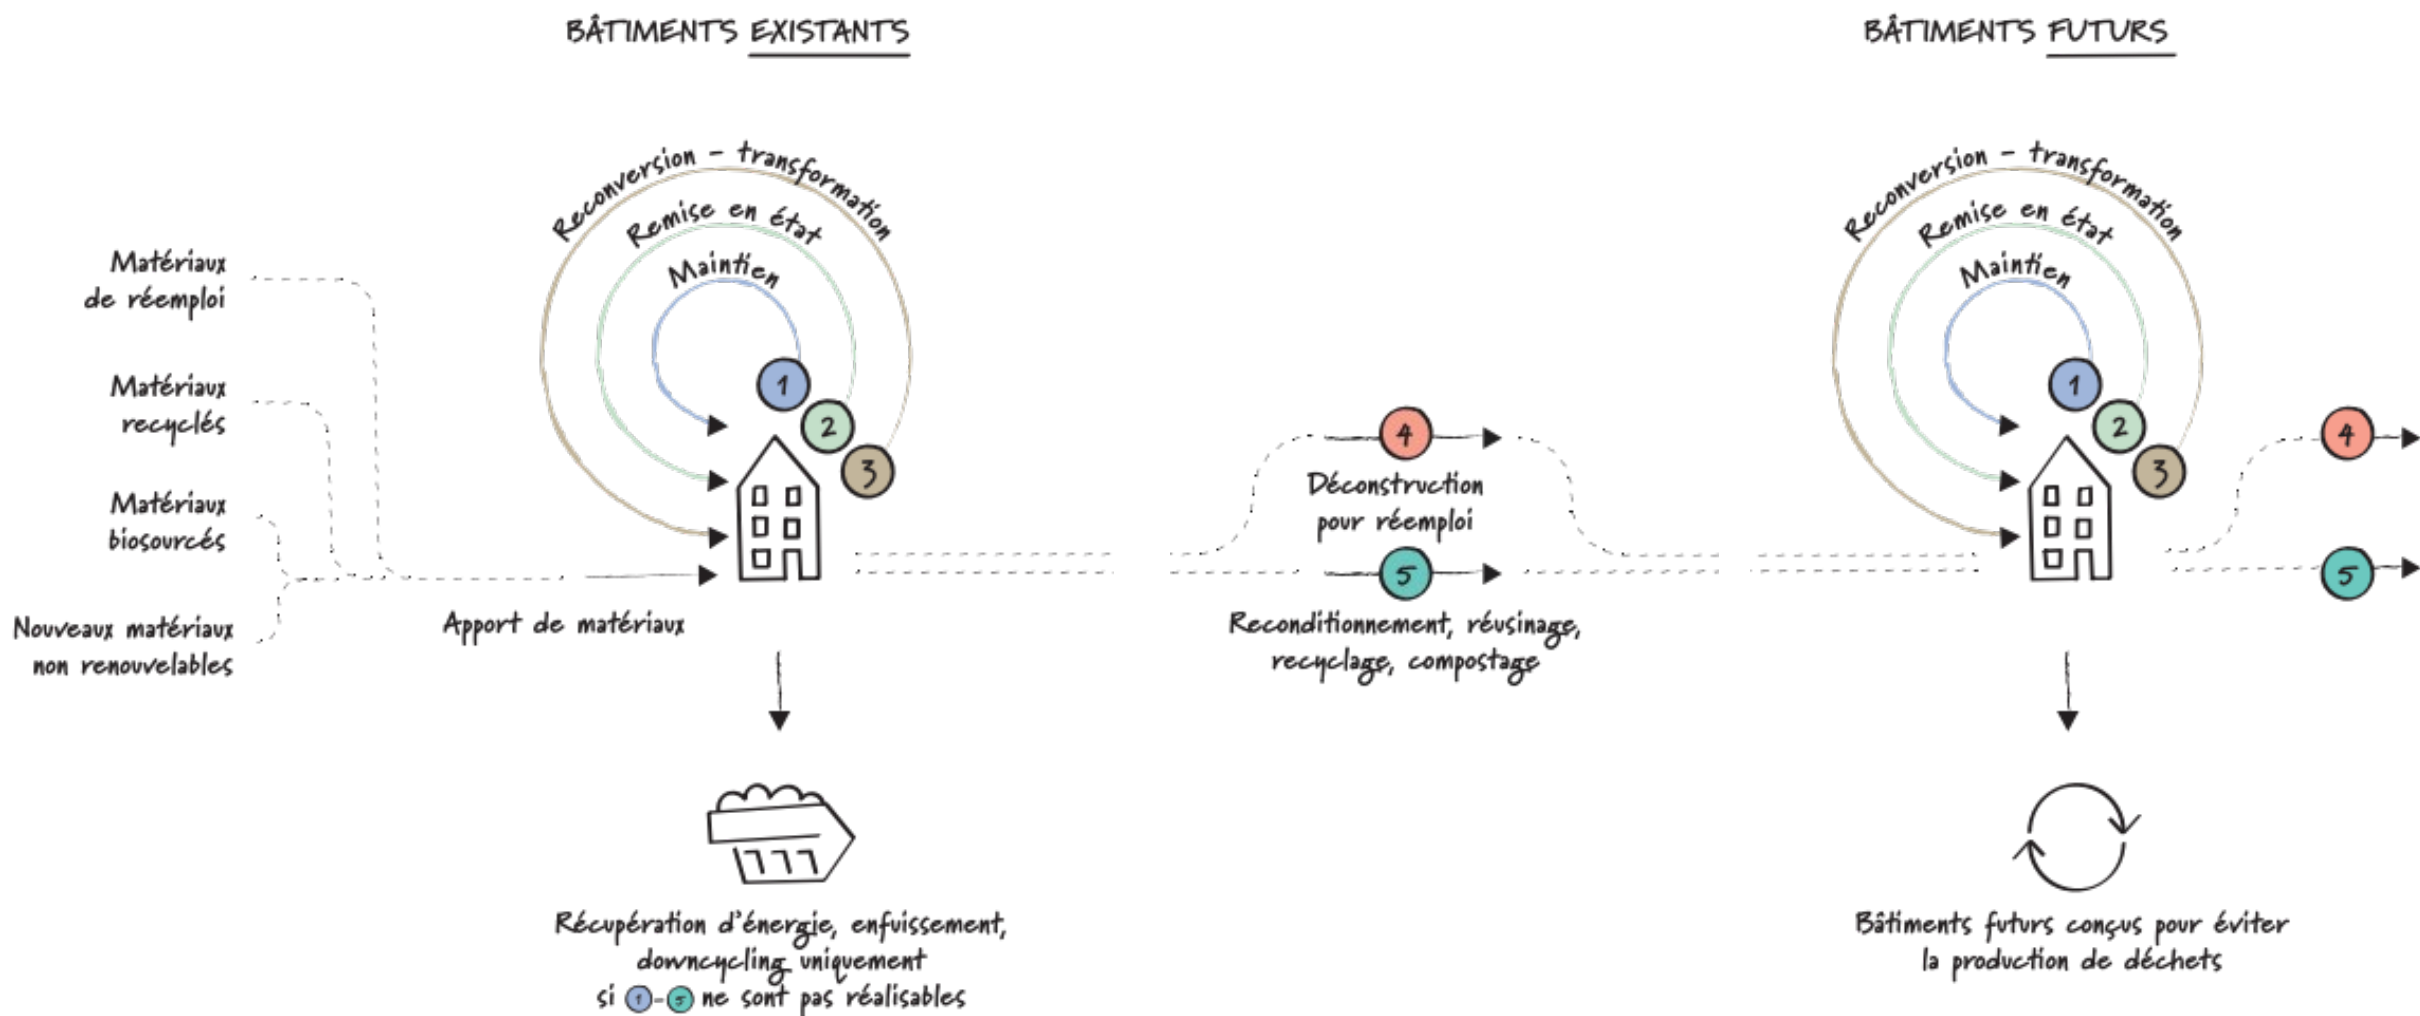 BÂTIMENTS EXISTANTS
BÂTIMENTS FUTURS
Reconversion - transformation
Remise en état
Maintien
1
2
3
Matériaux
de réemploi
Matériaux
recyclés
Matériaux
biosourcés
Nouveaux matériaux
non renouvelables
Apport de matériaux
4
Déconstruction
pour réemploi
5
Reconditionnement, réusinage,
recyclage, compostage
Reconversion - transformation
Remise en état
Maintien
1
2
3
4
5
Récupération d'énergie, enfuissement,
downcycling uniquement
si 1-5 ne sont pas réalisables
Bâtiments futurs conçus pour éviter
la production de déchets